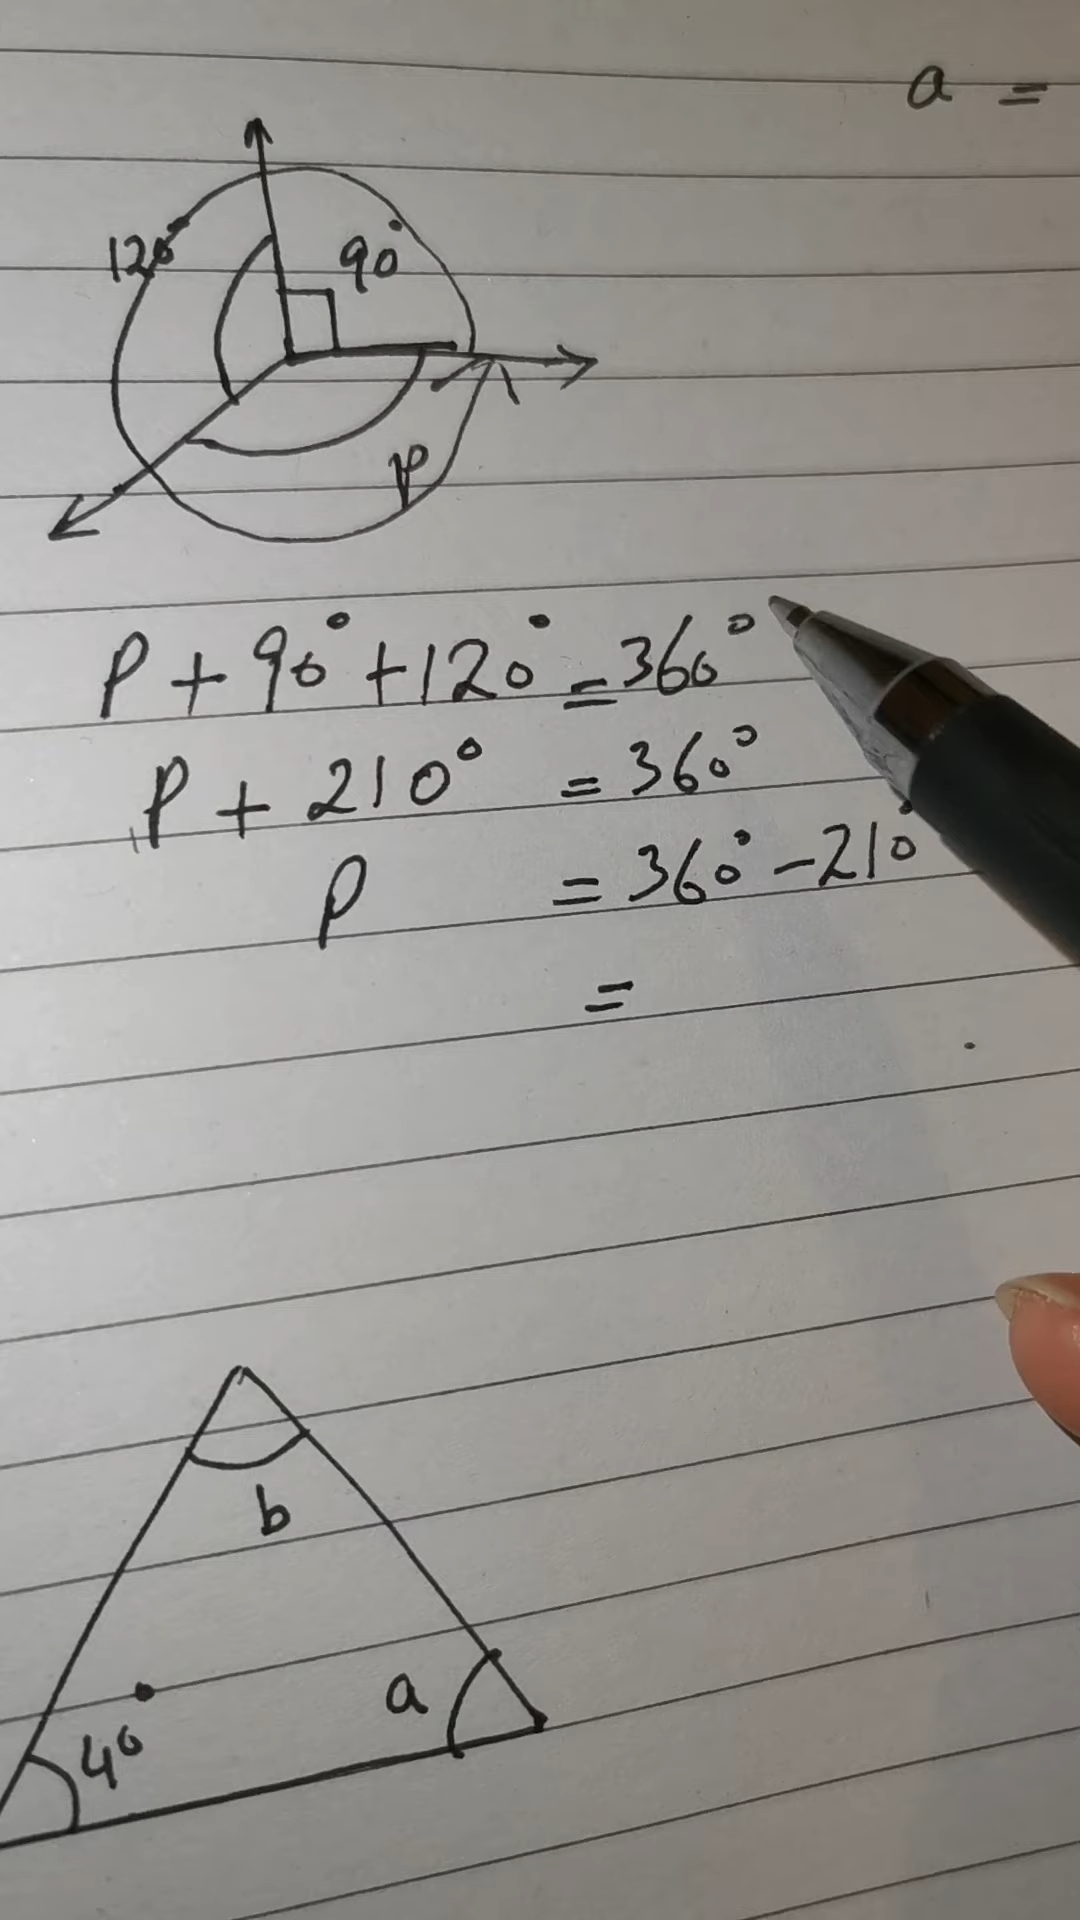 a =
120°
90°
P
P + 90° + 120° = 360°
P + 210° = 360°
P = 360° - 210°
=
b
a
40°